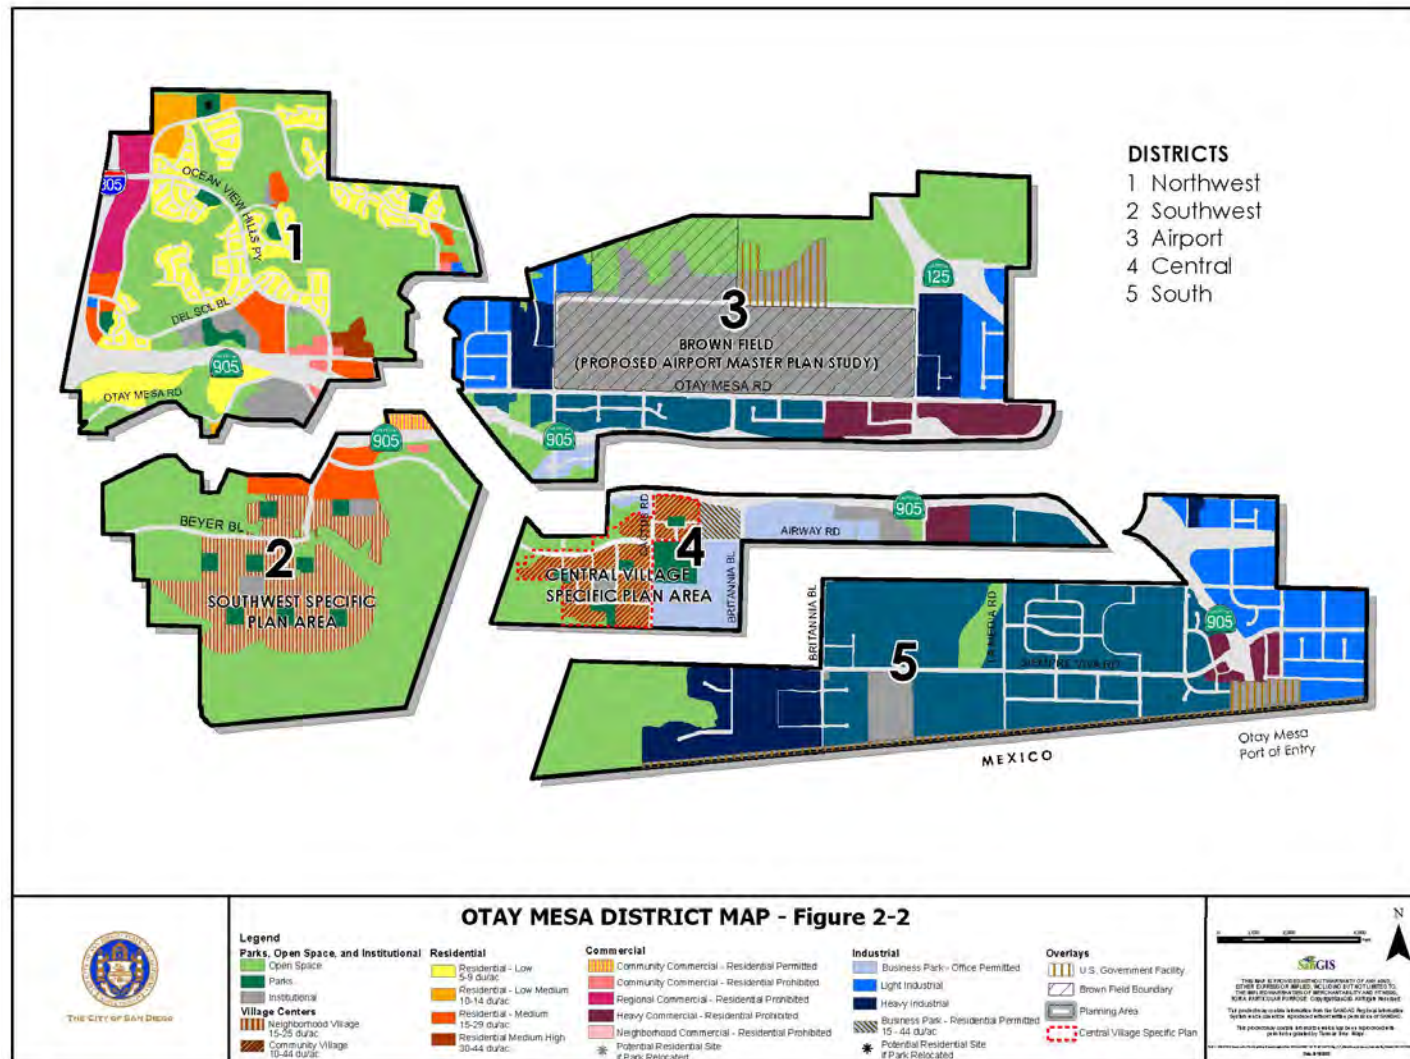 DISTRICTS
1 Northwest
2 Southwest
3 Airport
4 Central
5 South
805
OCEAN VIEW HILLS PY
1
DEL SOL BL
905
OTAY MESA RD
125
3
BROWN FIELD
(PROPOSED AIRPORT MASTER PLAN STUDY)
OTAY MESA RD
905
905
BEYER BL
2
SOUTHWEST SPECIFIC
PLAN AREA
CACTUS RD
4
CENTRAL VILLAGE
SPECIFIC PLAN AREA
BRITANNIA BL
AIRWAY RD
905
BRITANNIA BL
5
LA MEDIA RD
SIEMPRE VIVA RD
905
MEXICO
Otay Mesa
Port of Entry
THE CITY OF SAN DIEGO
OTAY MESA DISTRICT MAP - Figure 2-2
Legend
Parks, Open Space, and Institutional
Open Space
Parks
Institutional
Village Centers
Neighborhood Village
15-25 du/ac
Community Village
10-44 du/ac
Residential
Residential - Low
5-9 du/ac
Residential - Low Medium
10-14 du/ac
Residential - Medium
15-29 du/ac
Residential Medium High
30-44 du/ac
Commercial
Community Commercial - Residential Permitted
Community Commercial - Residential Prohibited
Regional Commercial - Residential Prohibited
Heavy Commercial - Residential Prohibited
Neighborhood Commercial - Residential Prohibited
Potential Residential Site
If Park Relocated
Industrial
Business Park - Office Permitted
Light Industrial
Heavy Industrial
Business Park - Residential Permitted
15 - 44 du/ac
Potential Residential Site
If Park Relocated
Overlays
U.S. Government Facility
Brown Field Boundary
Planning Area
Central Village Specific Plan
N
SanGIS